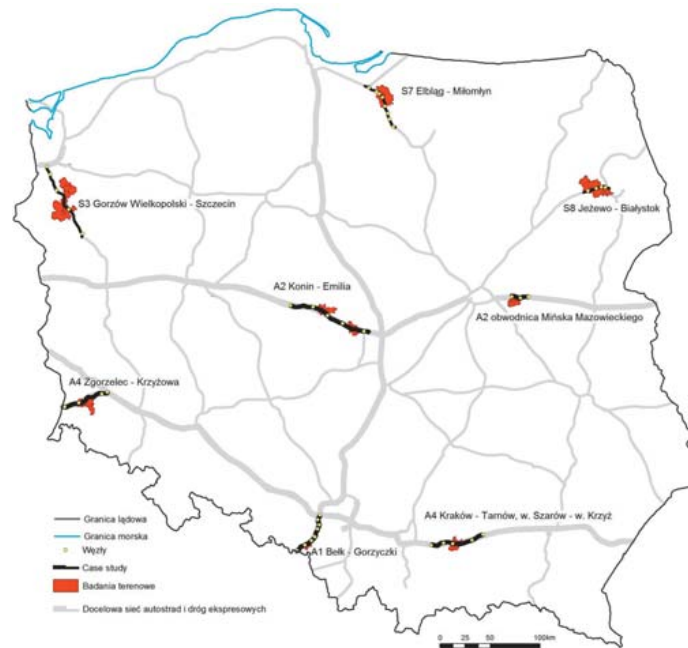 S7 Elbląg - Miłomłyn
S3 Gorzów Wielkopolski - Szczecin
S8 Jeżewo - Białystok
A2 Konin - Emilia
A2 obwodnica Mińska Mazowieckiego
A4 Zgorzelec - Krzyżowa
A4 Kraków - Tarnów, w. Szarów - w. Krzyż
A1 Bełk - Gorzyczki
Granica lądowa
Granica morska
Węzły
Case study
Badania terenowe
Docelowa sieć autostrad i dróg ekspresowych
0 25 50 100km